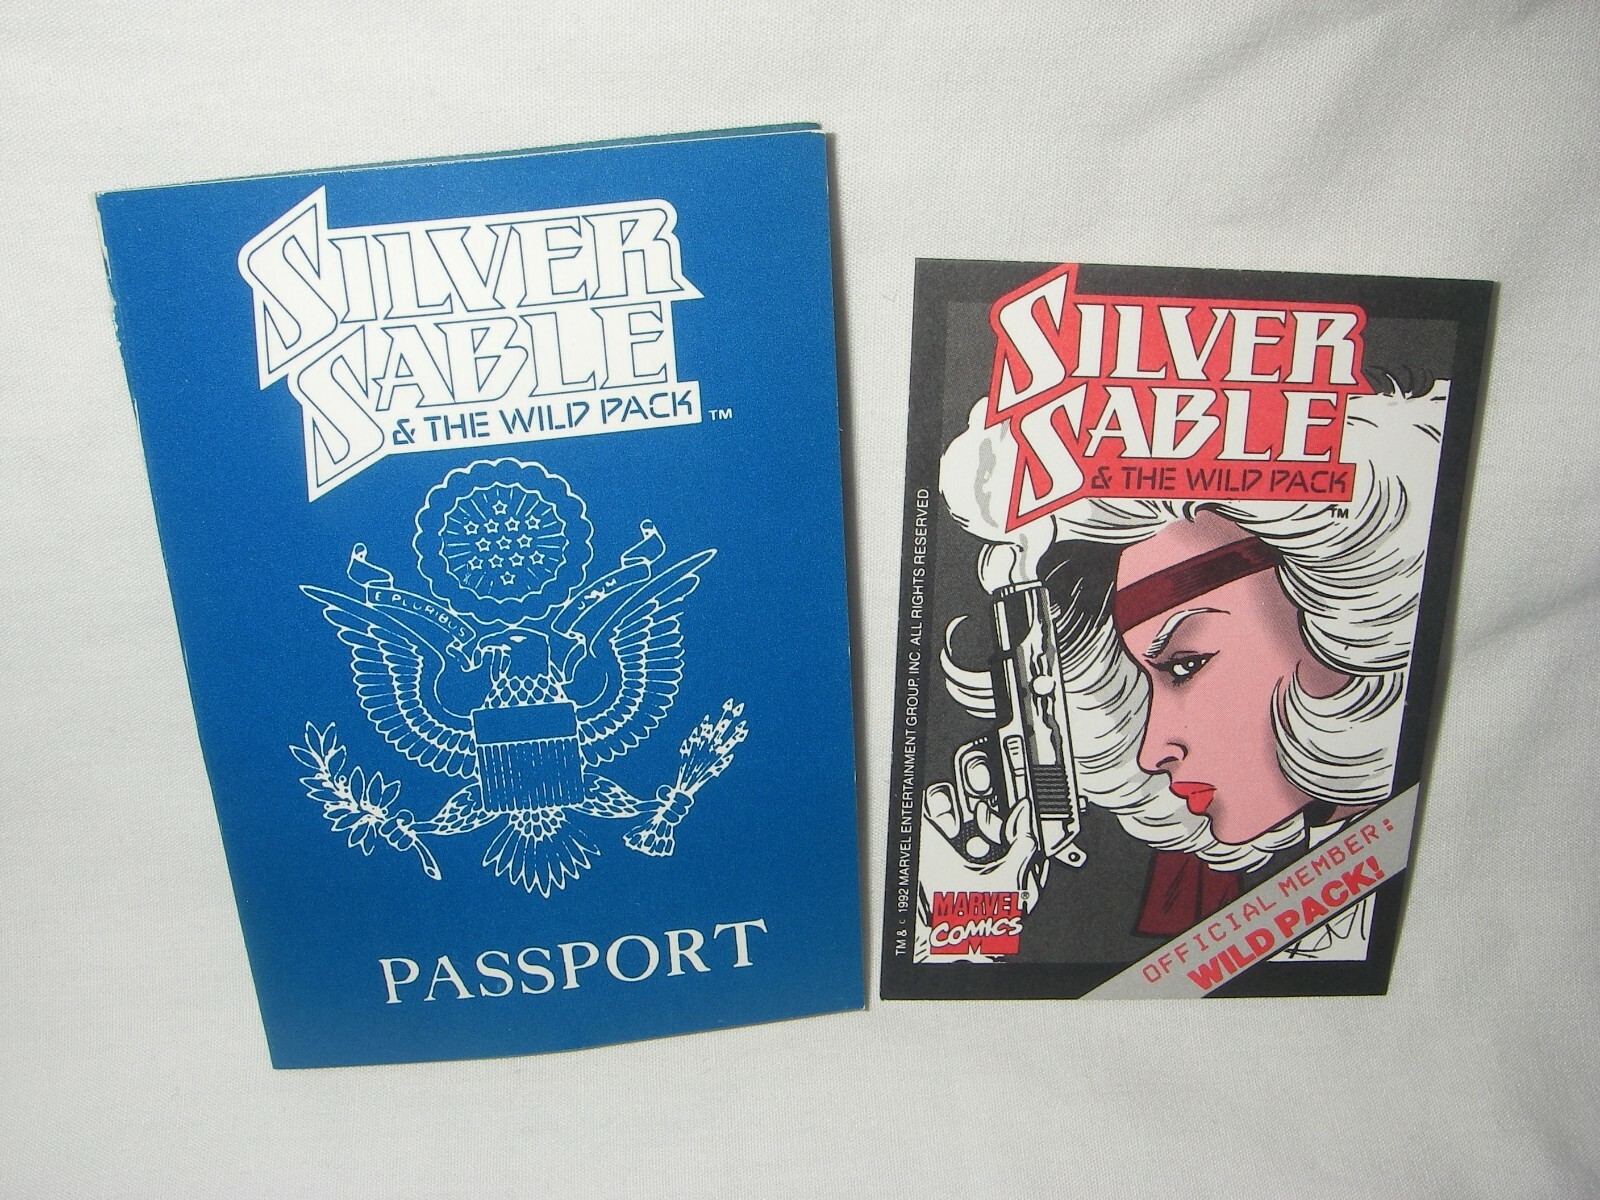 SILVER
SABLE
& THE WILD PACK ™
E PLURIBUS
PASSPORT
SILVER
SABLE
& THE WILD PACK
™
TM & © 1992 MARVEL ENTERTAINMENT GROUP, INC. ALL RIGHTS RESERVED
MARVEL®
COMICS
OFFICIAL MEMBER:
WILD PACK!